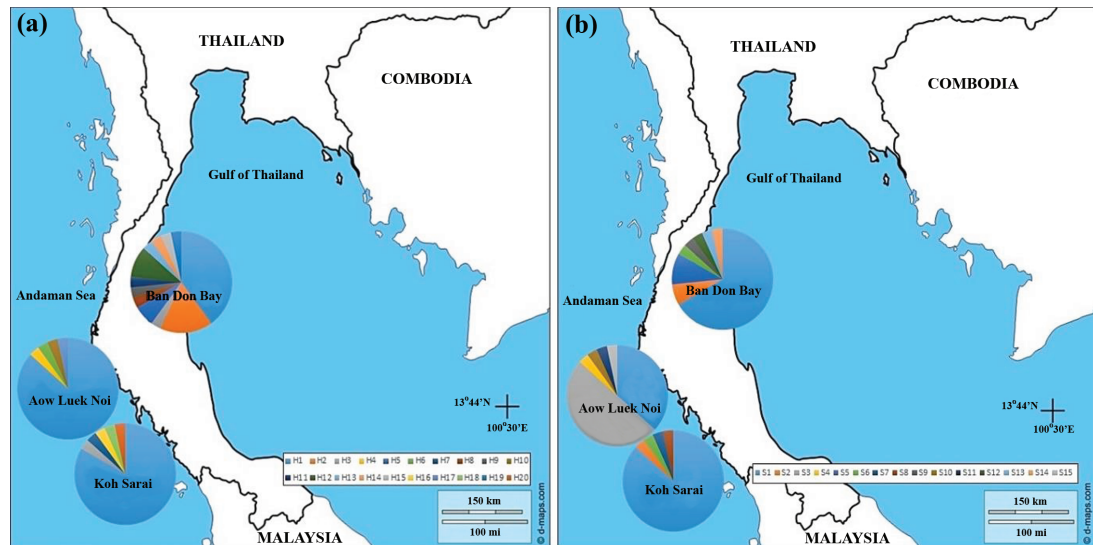 (a)
THAILAND
COMBODIA
Gulf of Thailand
Ban Don Bay
Andaman Sea
Aow Luek Noi
13°44'N
100°30'E
Koh Sarai
H1 H2 H3 H4 H5 H6 H7 H8 H9 H10
H11 H12 H13 H14 H15 H16 H17 H18 H19 H20
150 km
100 mi
MALAYSIA
© d-maps.com
(b)
THAILAND
COMBODIA
Gulf of Thailand
Ban Don Bay
Andaman Sea
Aow Luek Noi
13°44'N
100°30'E
Koh Sarai
S1 S2 S3 S4 S5 S6 S7 S8 S9 S10 S11 S12 S13 S14 S15
150 km
100 mi
MALAYSIA
© d-maps.com